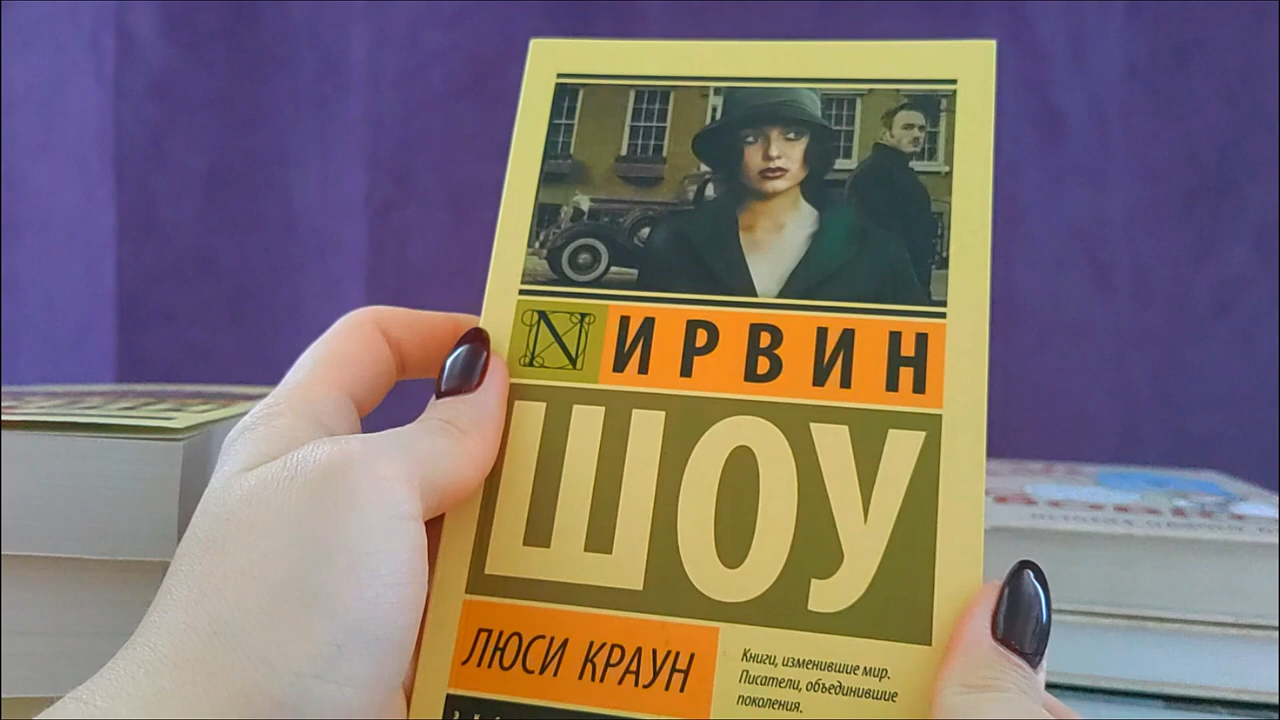 N
ИРВИН
ШОУ
ЛЮСИ КРАУН
Книги, изменившие мир.
Писатели, объединившие
поколения.